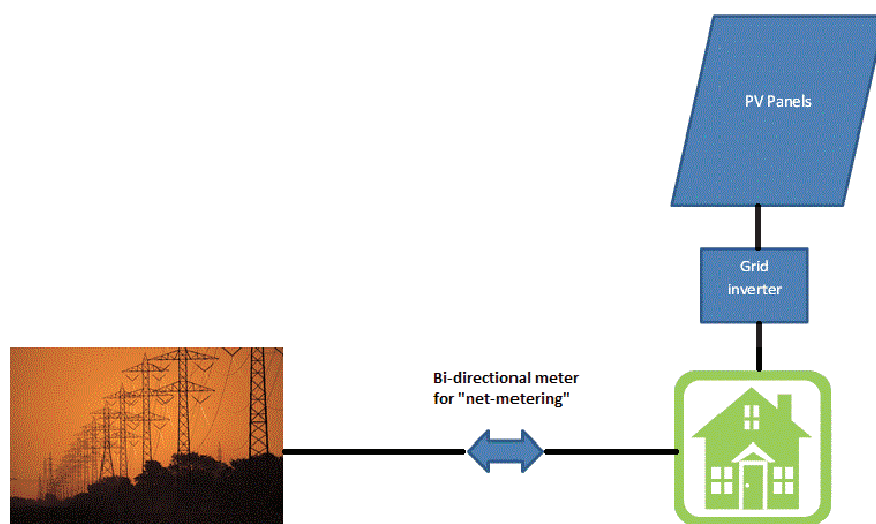 PV Panels
Grid
inverter
Bi-directional meter
for "net-metering"